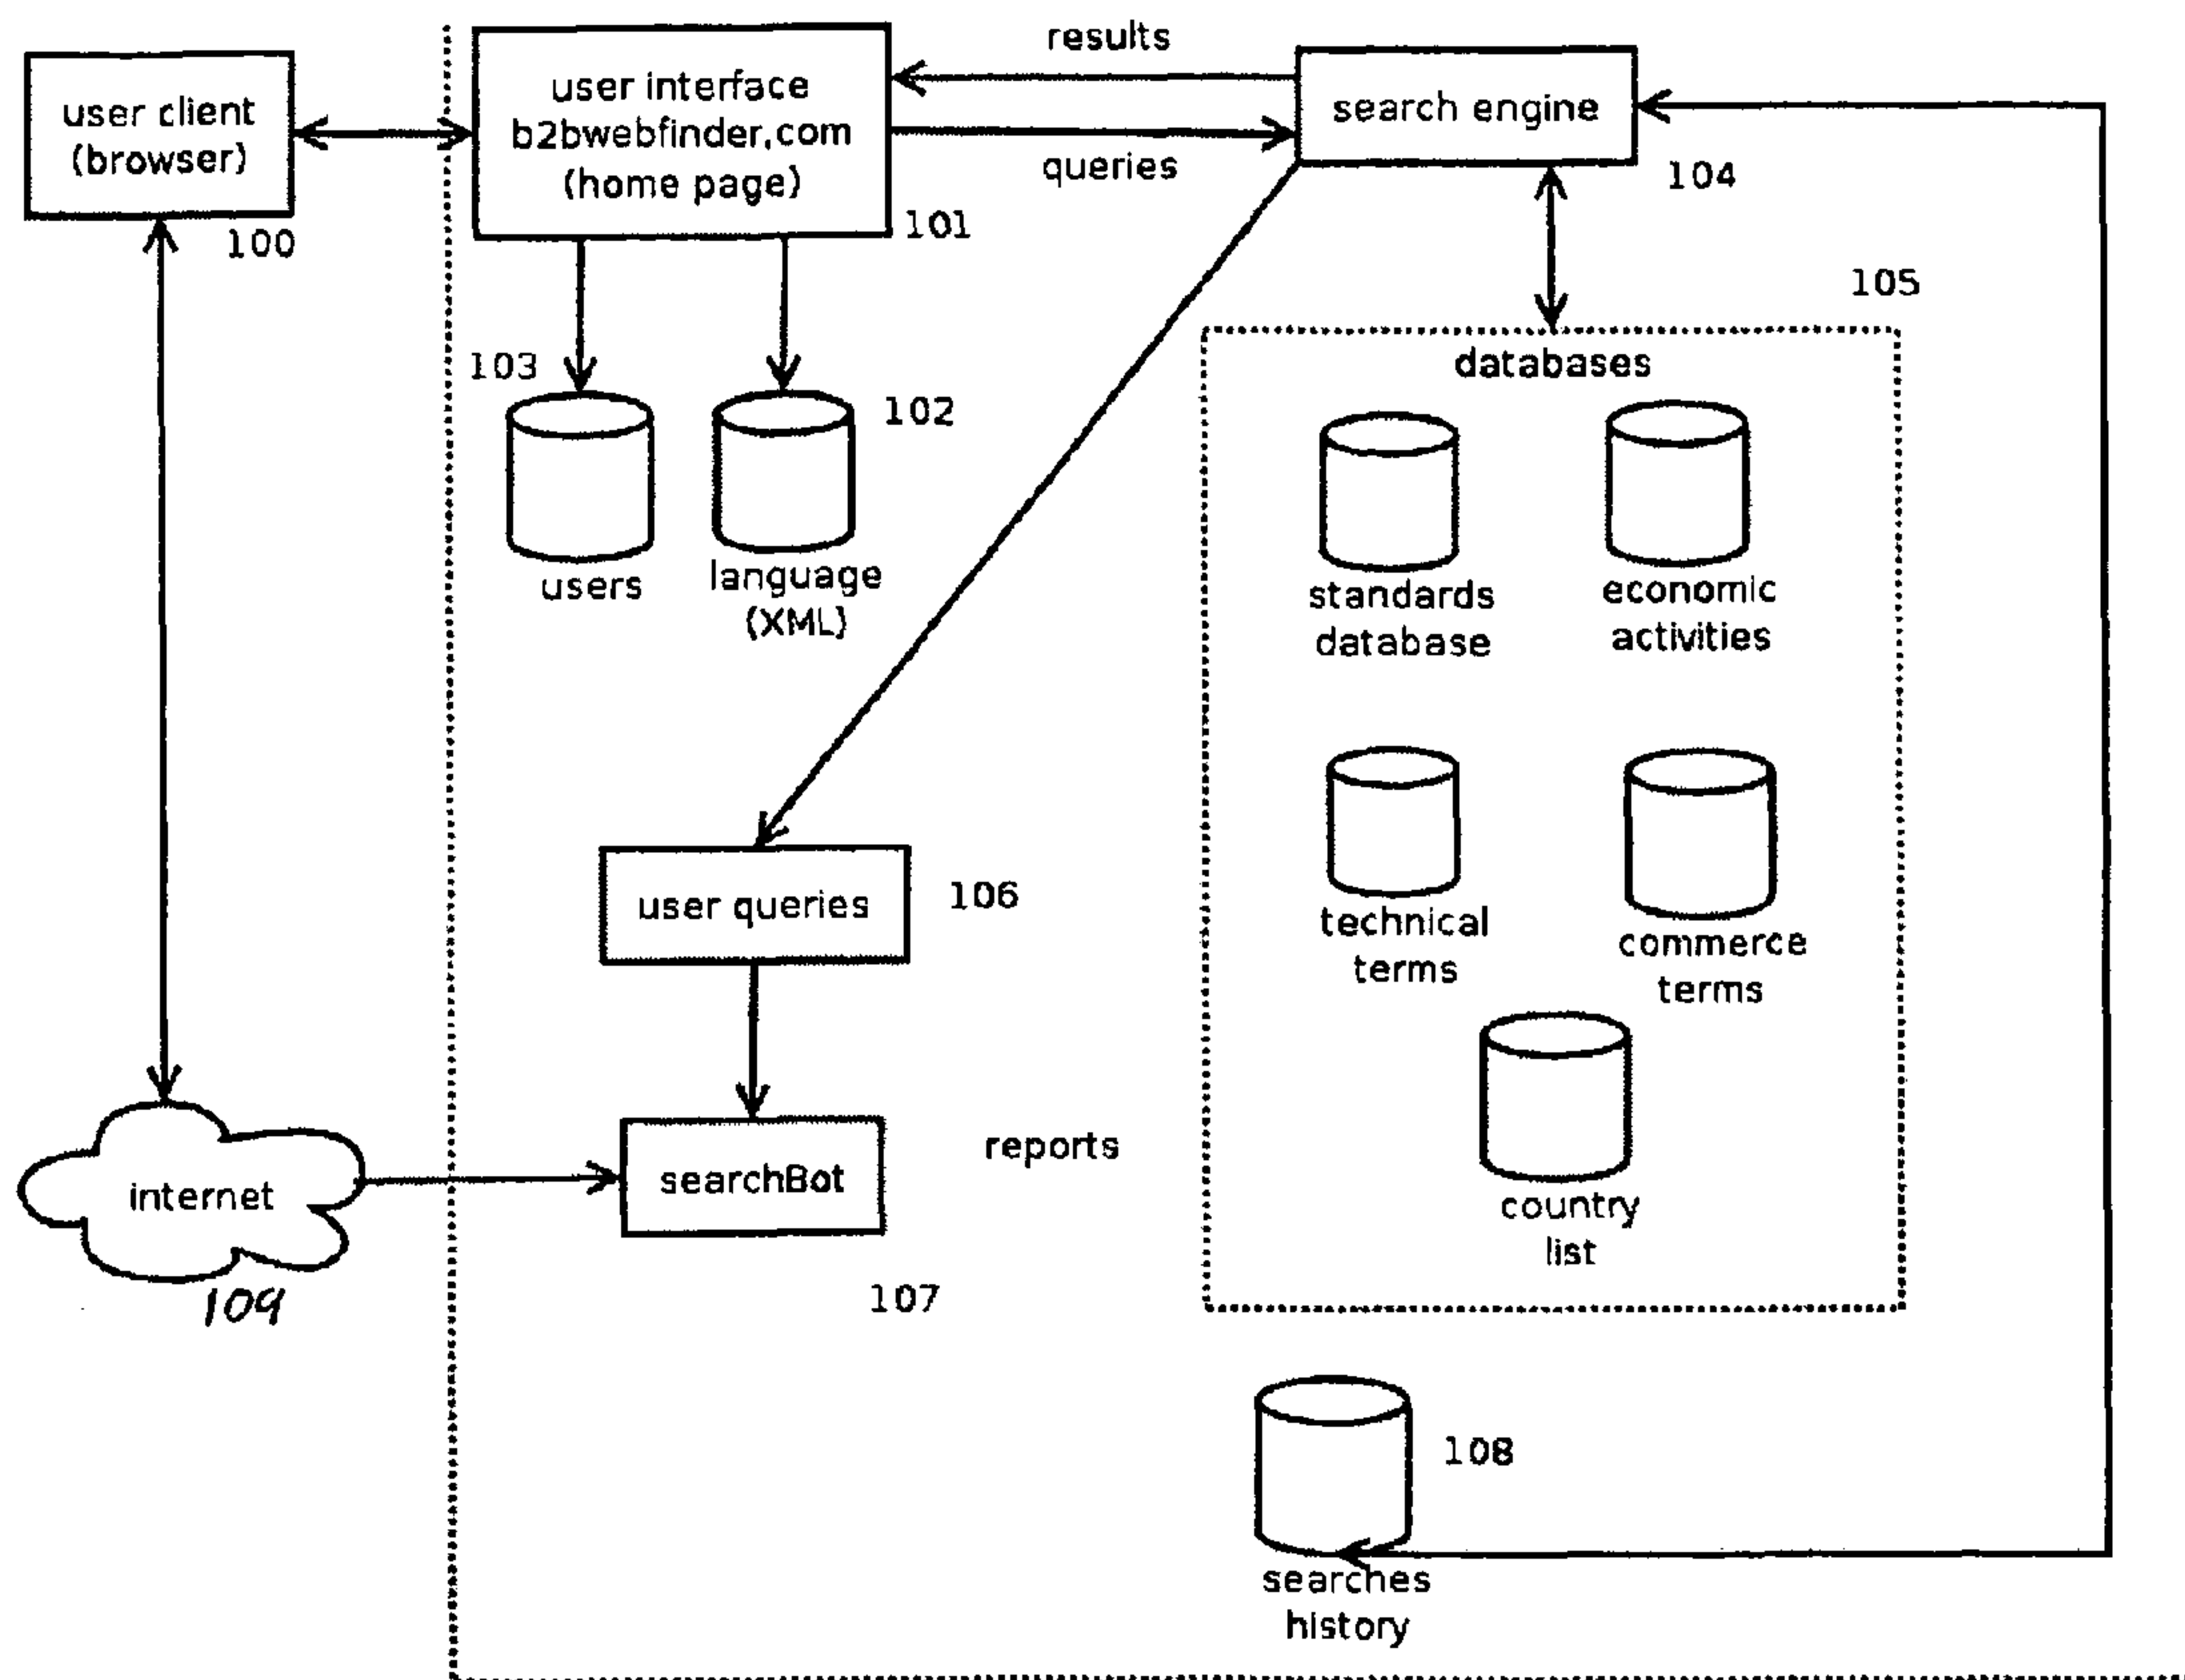 results
user client
(browser)
100
user interface
b2bwebfinder.com
(home page)
101
queries
search engine
104
105
databases
103
102
users
language
(XML)
standards
database
economic
activities
technical
terms
commerce
terms
country
list
user queries
106
searchBot
107
reports
internet
109
108
searches
history